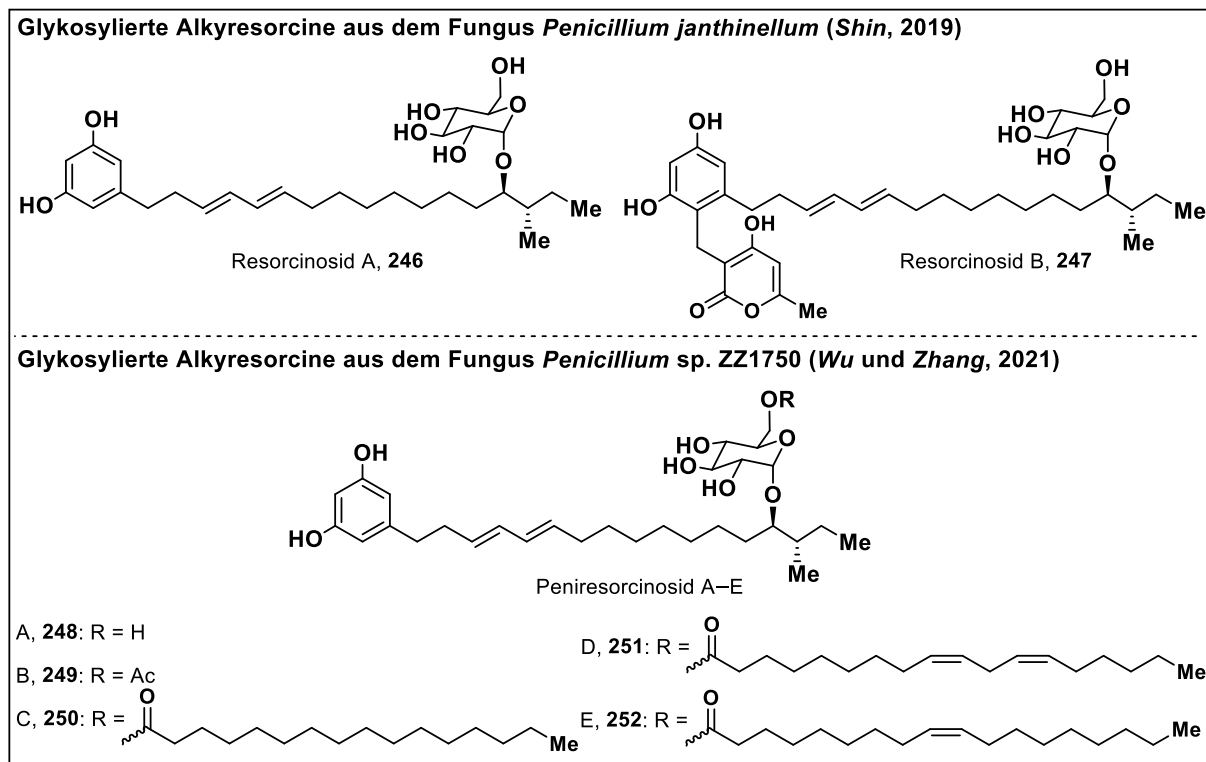 Glykosylierte Alkyresorcine aus dem Fungus Penicillium janthinellum (Shin, 2019)
OH
OH
HO
O
HO
HO
O
HO
Me
Me
Resorcinosid A, 246
OH
OH
HO
O
HO
HO
O
HO
OH
Me
Me
O
O
Me
Resorcinosid B, 247
Glykosylierte Alkyresorcine aus dem Fungus Penicillium sp. ZZ1750 (Wu und Zhang, 2021)
OR
OH
HO
O
HO
HO
O
HO
Me
Me
Peniresorcinosid A–E
A, 248: R = H
B, 249: R = Ac
C, 250: R =
O
Me
D, 251: R =
O
Me
E, 252: R =
O
Me